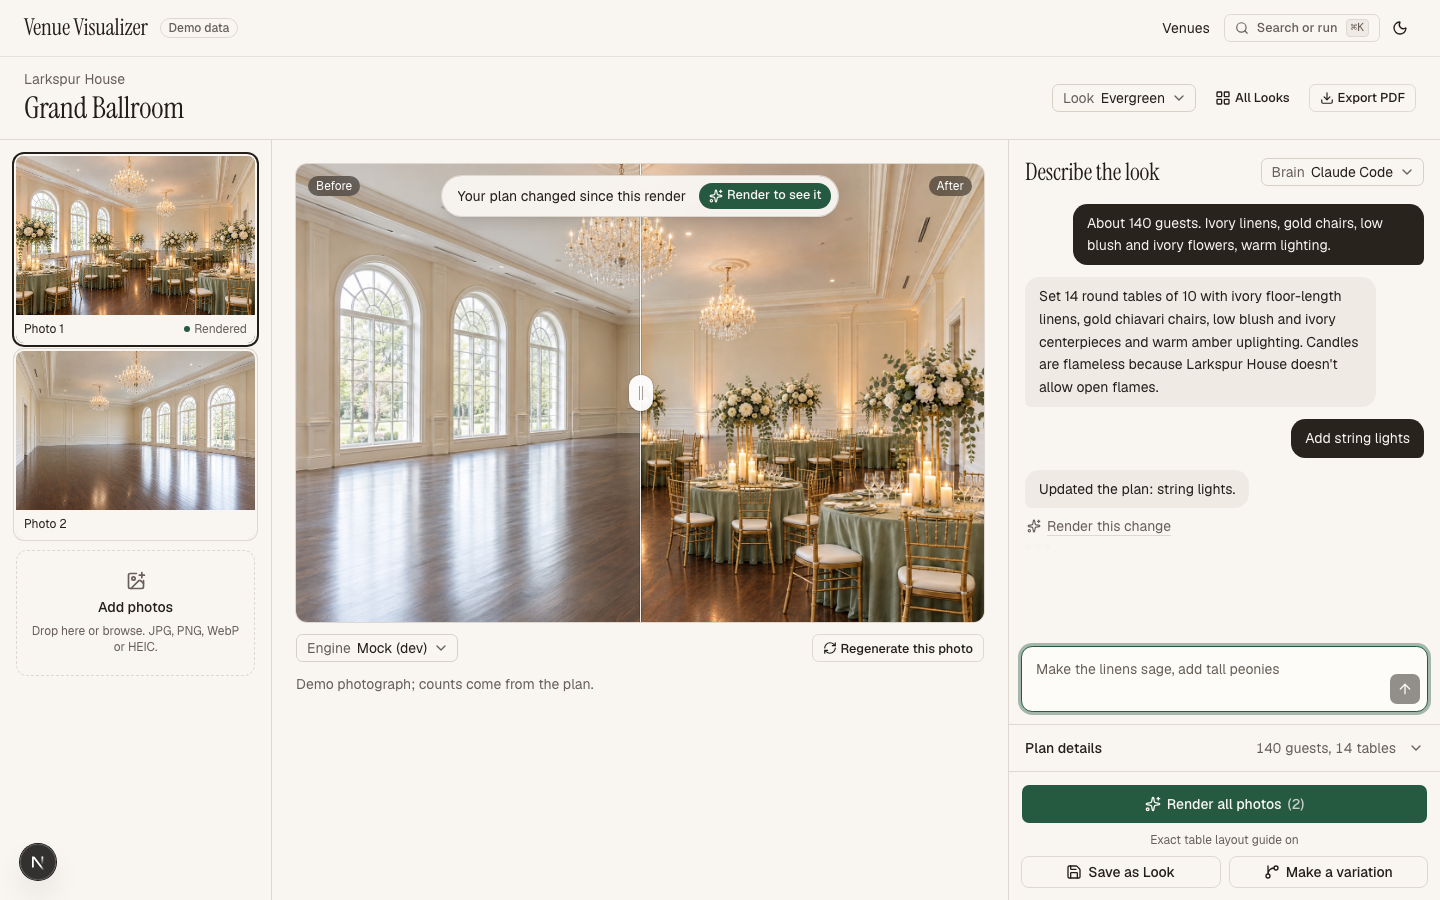 Venue Visualizer
Demo data
Venues
Search or run
⌘K
Larkspur House
Grand Ballroom
Look Evergreen
All Looks
Export PDF
Photo 1
Rendered
Photo 2
Add photos
Drop here or browse. JPG, PNG, WebP
or HEIC.
Before
Your plan changed since this render
Render to see it
After
Engine Mock (dev)
Regenerate this photo
Demo photograph; counts come from the plan.
Describe the look
Brain Claude Code
About 140 guests. Ivory linens, gold chairs, low
blush and ivory flowers, warm lighting.
Set 14 round tables of 10 with ivory floor-length
linens, gold chiavari chairs, low blush and ivory
centerpieces and warm amber uplighting. Candles
are flameless because Larkspur House doesn't
allow open flames.
Add string lights
Updated the plan: string lights.
Render this change
Make the linens sage, add tall peonies
Plan details
140 guests, 14 tables
Render all photos (2)
Exact table layout guide on
Save as Look
Make a variation
N